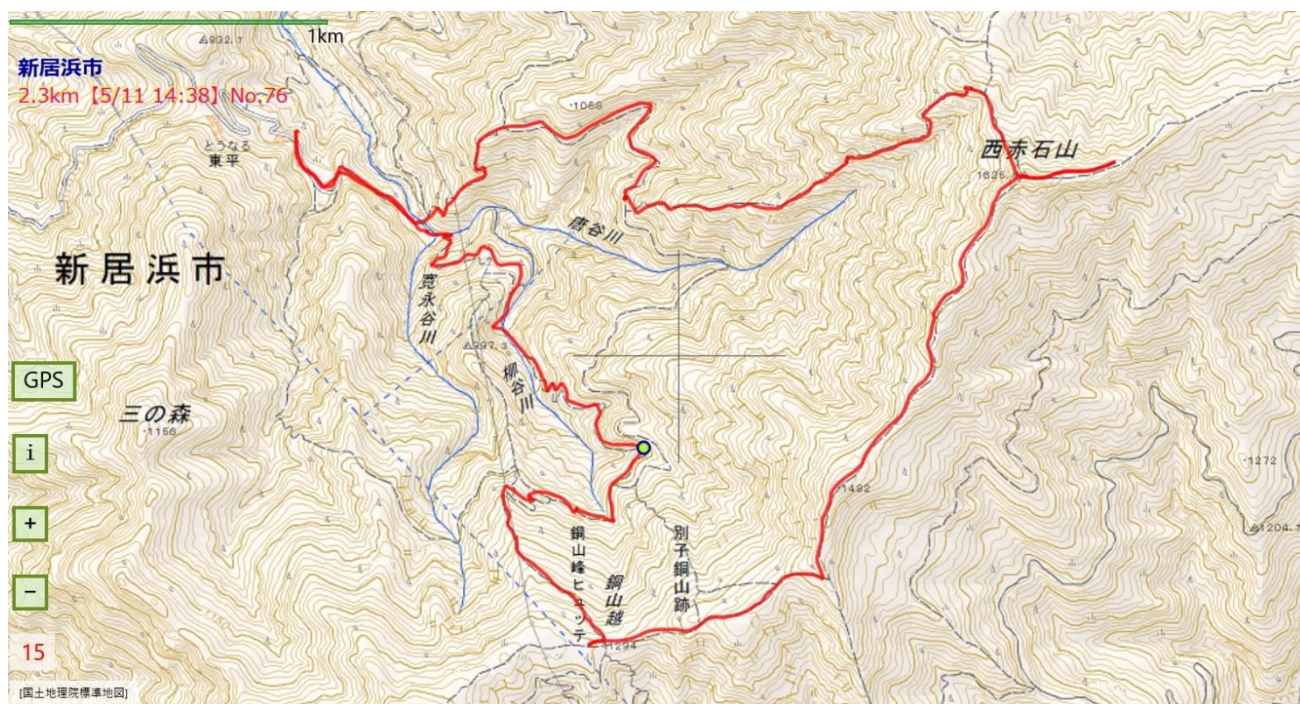 1km
△932.7
新居浜市
2.3km【5/11 14:38】No.76
・1068
とうなる
東平
西赤石山
唐谷川
新居浜市
寛永谷川
△997.3
GPS
柳谷川
三の森
・1156
i
・1272
・1492
+
△1204.
銅山峰ヒュッテ
銅山越
別子銅山跡
−
15
1294
[国土地理院標準地図]